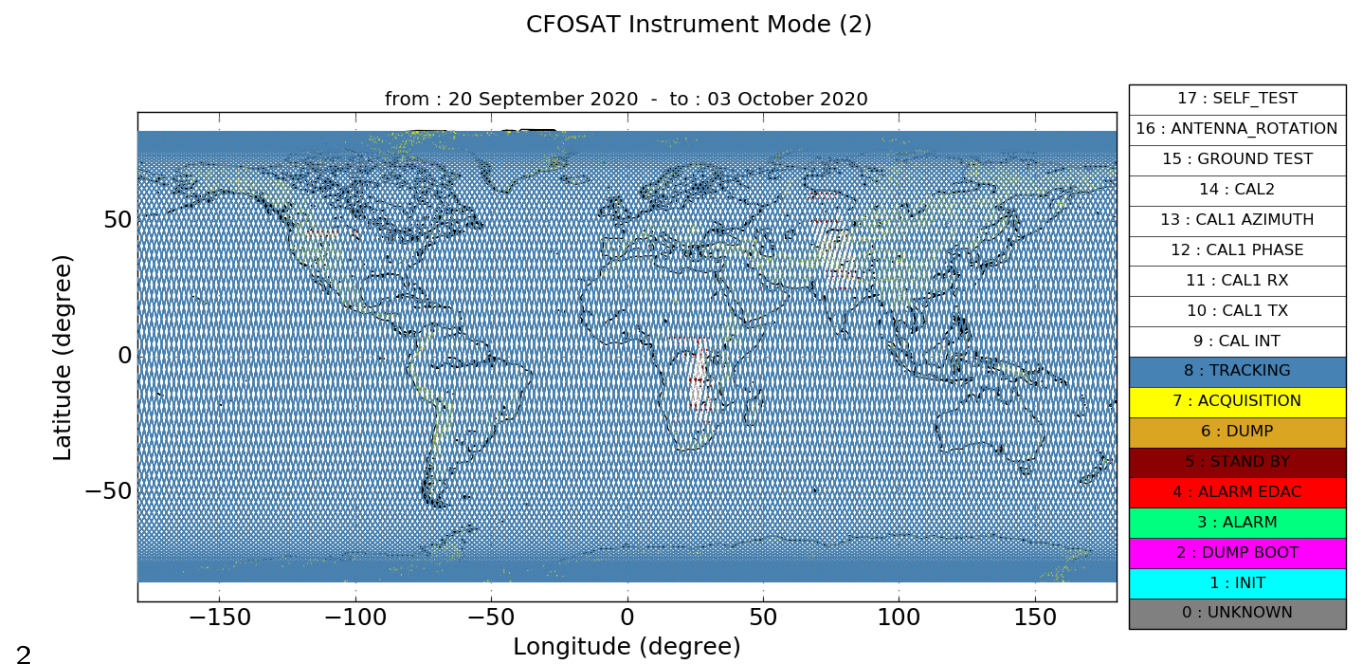 CFOSAT Instrument Mode (2)
from : 20 September 2020 - to : 03 October 2020
17 : SELF_TEST
16 : ANTENNA_ROTATION
15 : GROUND TEST
14 : CAL2
13 : CAL1 AZIMUTH
12 : CAL1 PHASE
11 : CAL1 RX
10 : CAL1 TX
9 : CAL INT
8 : TRACKING
7 : ACQUISITION
6 : DUMP
5 : STAND BY
4 : ALARM EDAC
3 : ALARM
2 : DUMP BOOT
1 : INIT
0 : UNKNOWN
Latitude (degree)
50
0
−50
−150 −100 −50 0 50 100 150
Longitude (degree)
2